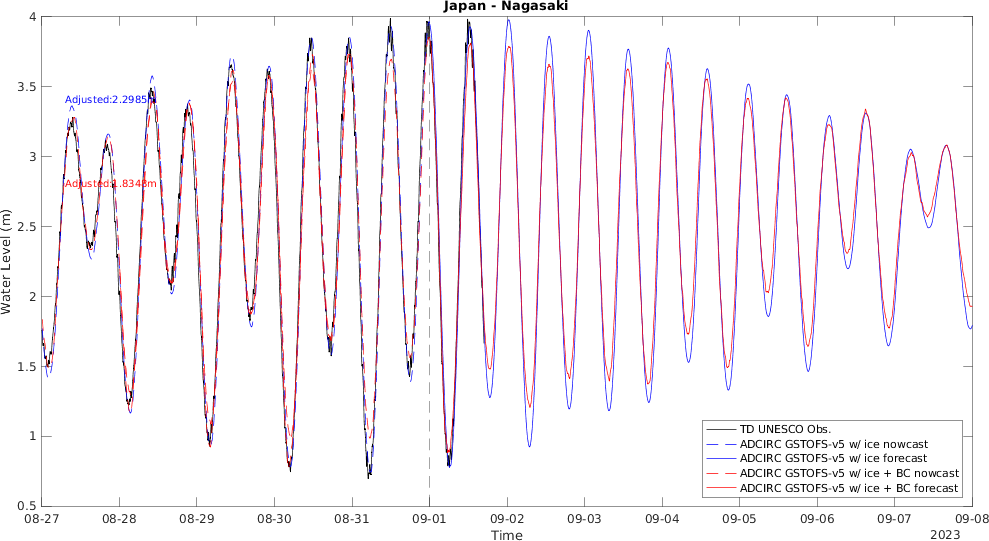 Japan - Nagasaki
4
3.5
3
2.5
2
1.5
1
0.5
Water Level (m)
Adjusted:2.2985m
Adjusted:1.8348m
TD UNESCO Obs.
ADCIRC GSTOFS-v5 w/ ice nowcast
ADCIRC GSTOFS-v5 w/ ice forecast
ADCIRC GSTOFS-v5 w/ ice + BC nowcast
ADCIRC GSTOFS-v5 w/ ice + BC forecast
08-27 08-28 08-29 08-30 08-31 09-01 09-02 09-03 09-04 09-05 09-06 09-07 09-08
Time
2023